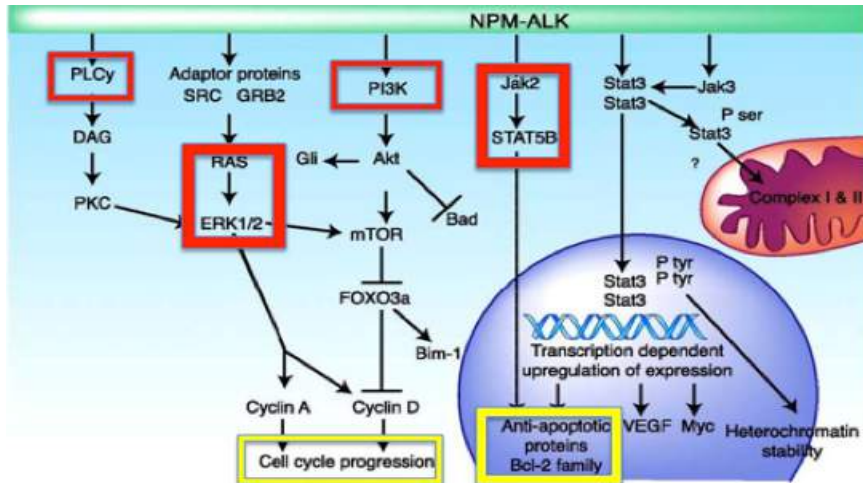 NPM-ALK
PLCy
Adaptor proteins
SRC GRB2
PI3K
Jak2
Stat3
Stat3
Jak3
P ser
Stat3
?
STAT5B
DAG
RAS
Gli
Akt
PKC
ERK1/2
mTOR
Bad
Complex I & II
FOXO3a
Bim-1
P tyr
P tyr
Stat3
Stat3
Transcription dependent
upregulation of expression
Cyclin A
Cyclin D
Cell cycle progression
Anti-apoptotic
proteins
Bcl-2 family
VEGF
Myc
Heterochromatin
stability